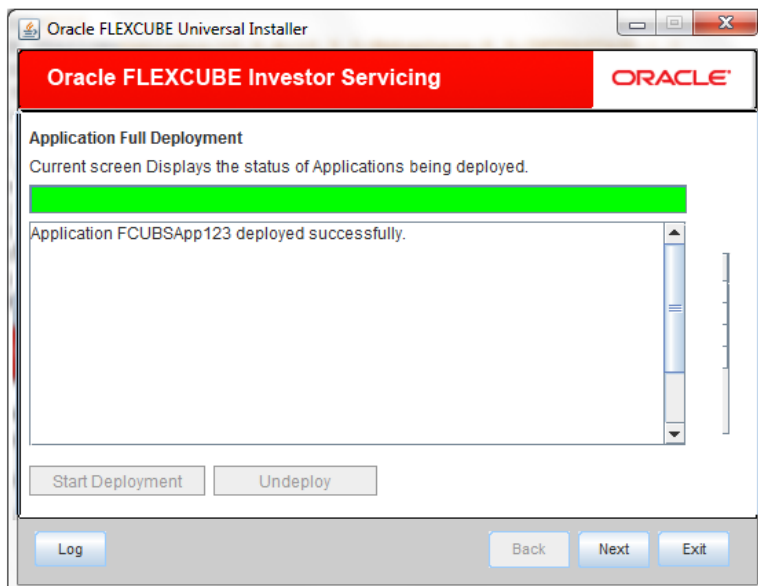 Oracle FLEXCUBE Universal Installer
Oracle FLEXCUBE Investor Servicing
ORACLE
Application Full Deployment
Current screen Displays the status of Applications being deployed.
Application FCUBSApp123 deployed successfully.
Start Deployment Undeploy
Log Back Next Exit